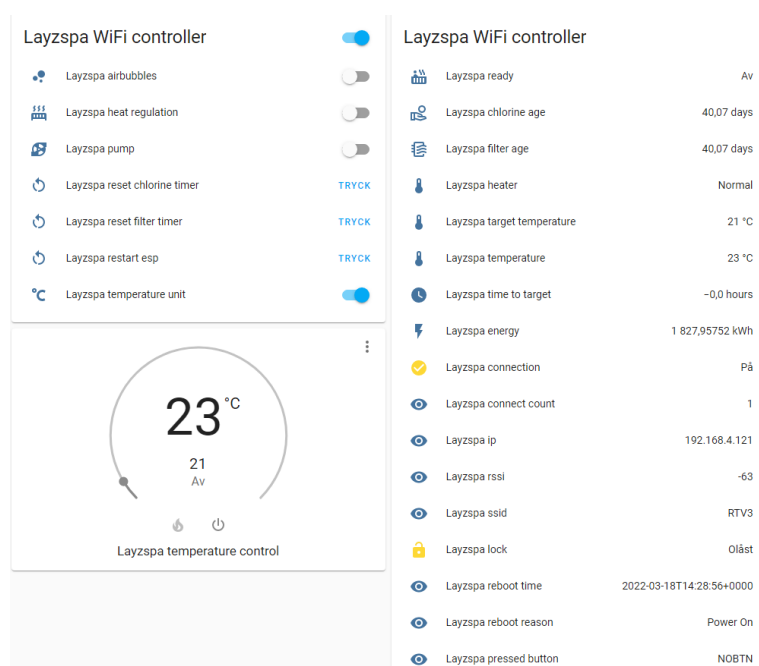 Layzspa WiFi controller
Layzspa airbubbles
Layzspa heat regulation
Layzspa pump
Layzspa reset chlorine timer TRYCK
Layzspa reset filter timer TRYCK
Layzspa restart esp TRYCK
°C Layzspa temperature unit
23 °C
21
Av
Layzspa temperature control
Layzspa WiFi controller
Layzspa ready Av
Layzspa chlorine age 40,07 days
Layzspa filter age 40,07 days
Layzspa heater Normal
Layzspa target temperature 21 °C
Layzspa temperature 23 °C
Layzspa time to target −0,0 hours
Layzspa energy 1 827,95752 kWh
Layzspa connection På
Layzspa connect count 1
Layzspa ip 192.168.4.121
Layzspa rssi -63
Layzspa ssid RTV3
Layzspa lock Olåst
Layzspa reboot time 2022-03-18T14:28:56+0000
Layzspa reboot reason Power On
Layzspa pressed button NOBTN